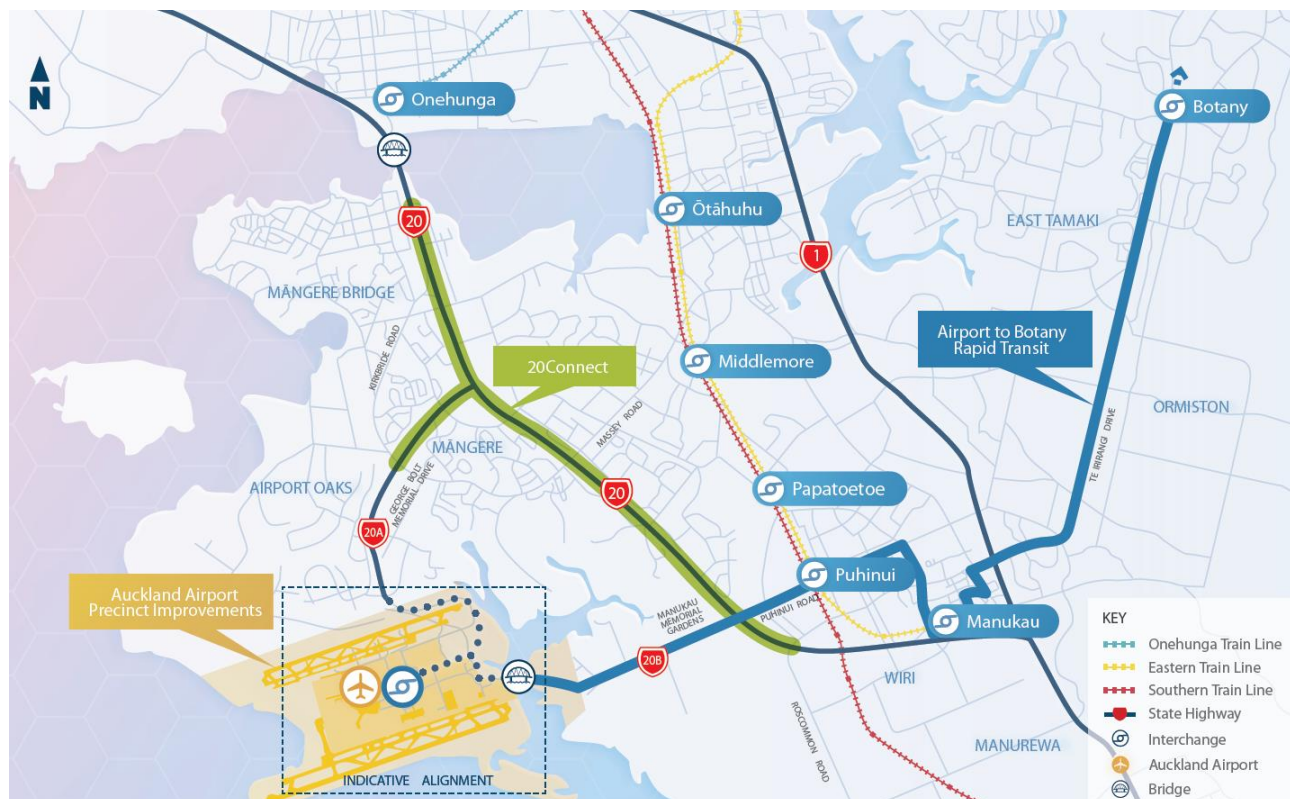 N
Onehunga
Botany
20
Ōtāhuhu
EAST TAMAKI
1
MĀNGERE BRIDGE
KIRKBRIDE ROAD
Airport to Botany
Rapid Transit
20Connect
Middlemore
ORMISTON
MASSEY ROAD
TE IRIRANGI DRIVE
MĀNGERE
AIRPORT OAKS
GEORGE BOLT
MEMORIAL DRIVE
20
Papatoetoe
20A
Auckland Airport
Precinct Improvements
Puhinui
MANUKAU
MEMORIAL
GARDENS
PUHINUI ROAD
Manukau
20B
WIRI
ROSCOMMON ROAD
MANUREWA
INDICATIVE ALIGNMENT
KEY
Onehunga Train Line
Eastern Train Line
Southern Train Line
State Highway
Interchange
Auckland Airport
Bridge